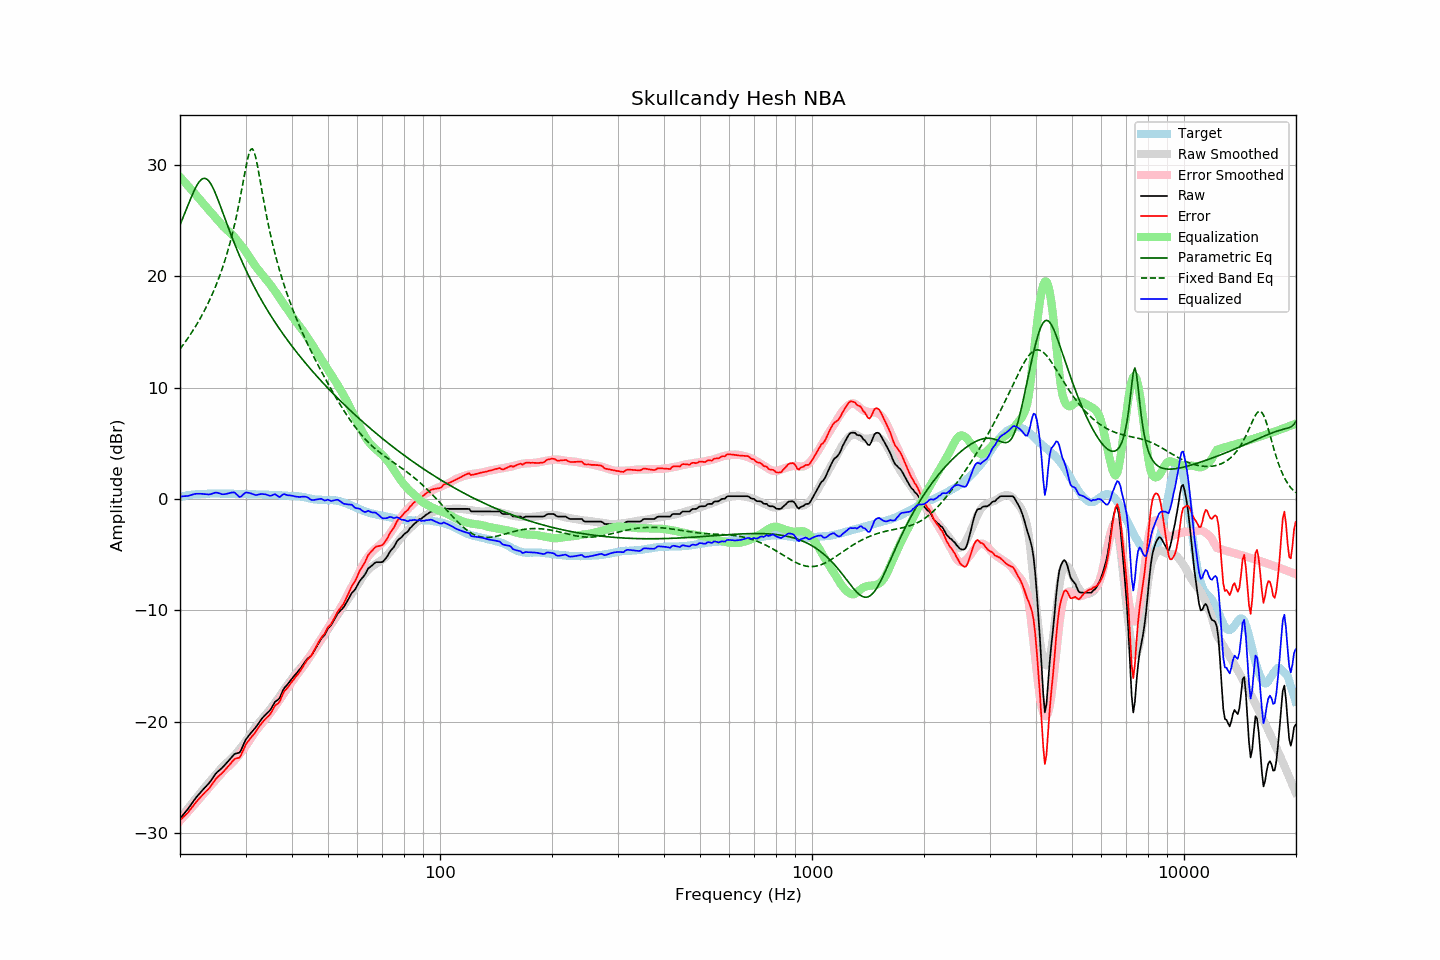 Skullcandy Hesh NBA
Target
Raw Smoothed
Error Smoothed
Raw
Error
Equalization
Parametric Eq
Fixed Band Eq
Equalized
30
20
10
0
−10
−20
−30
Amplitude (dBr)
100
1000
10000
Frequency (Hz)